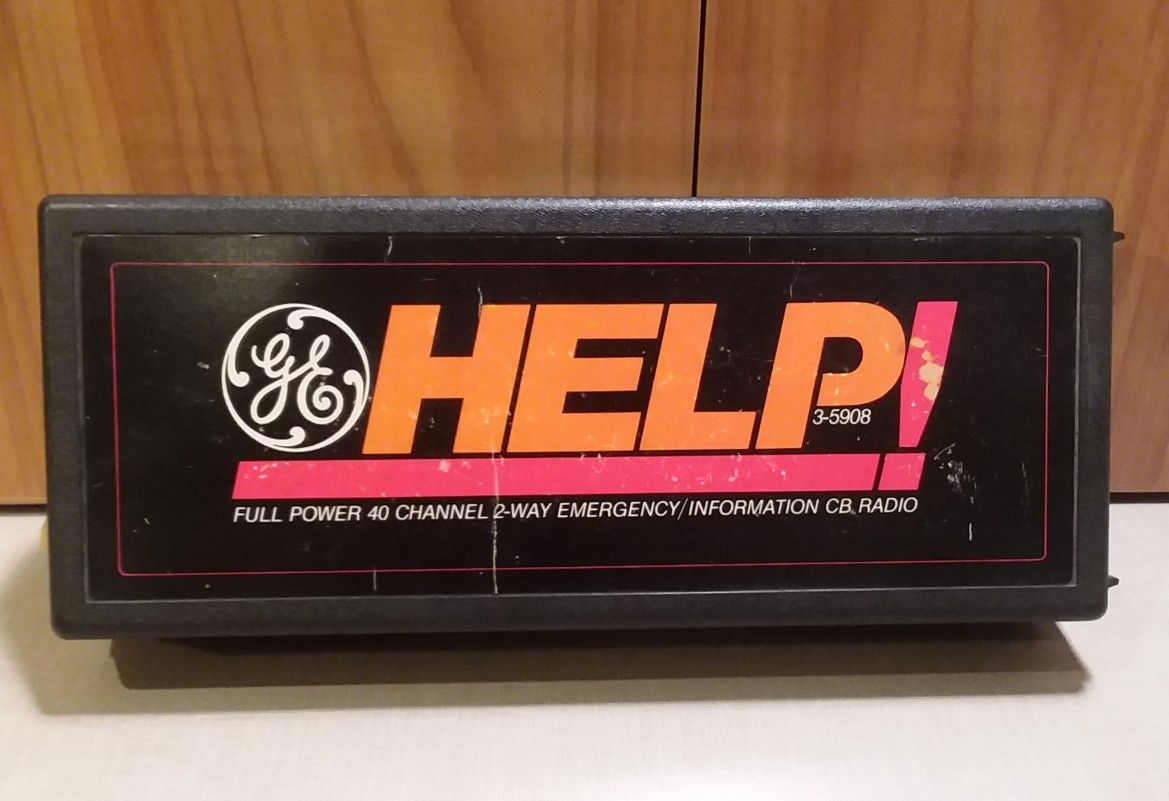 GE HELP!
3-5908
FULL POWER 40 CHANNEL 2-WAY EMERGENCY/INFORMATION CB RADIO